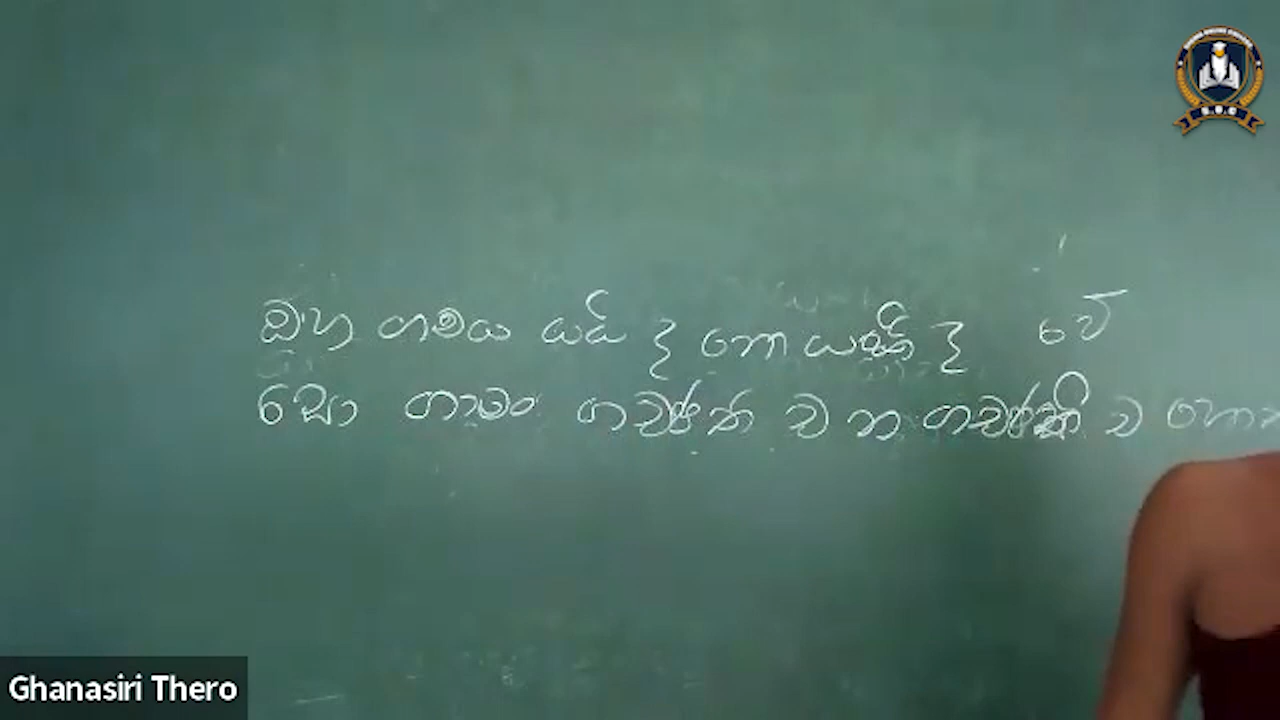 ඔහු ගමය යයි ද නො යයි ද වේ
සො ගාමං ගච්ඡති ච න ගච්ඡති ච
Ghanasiri Thero